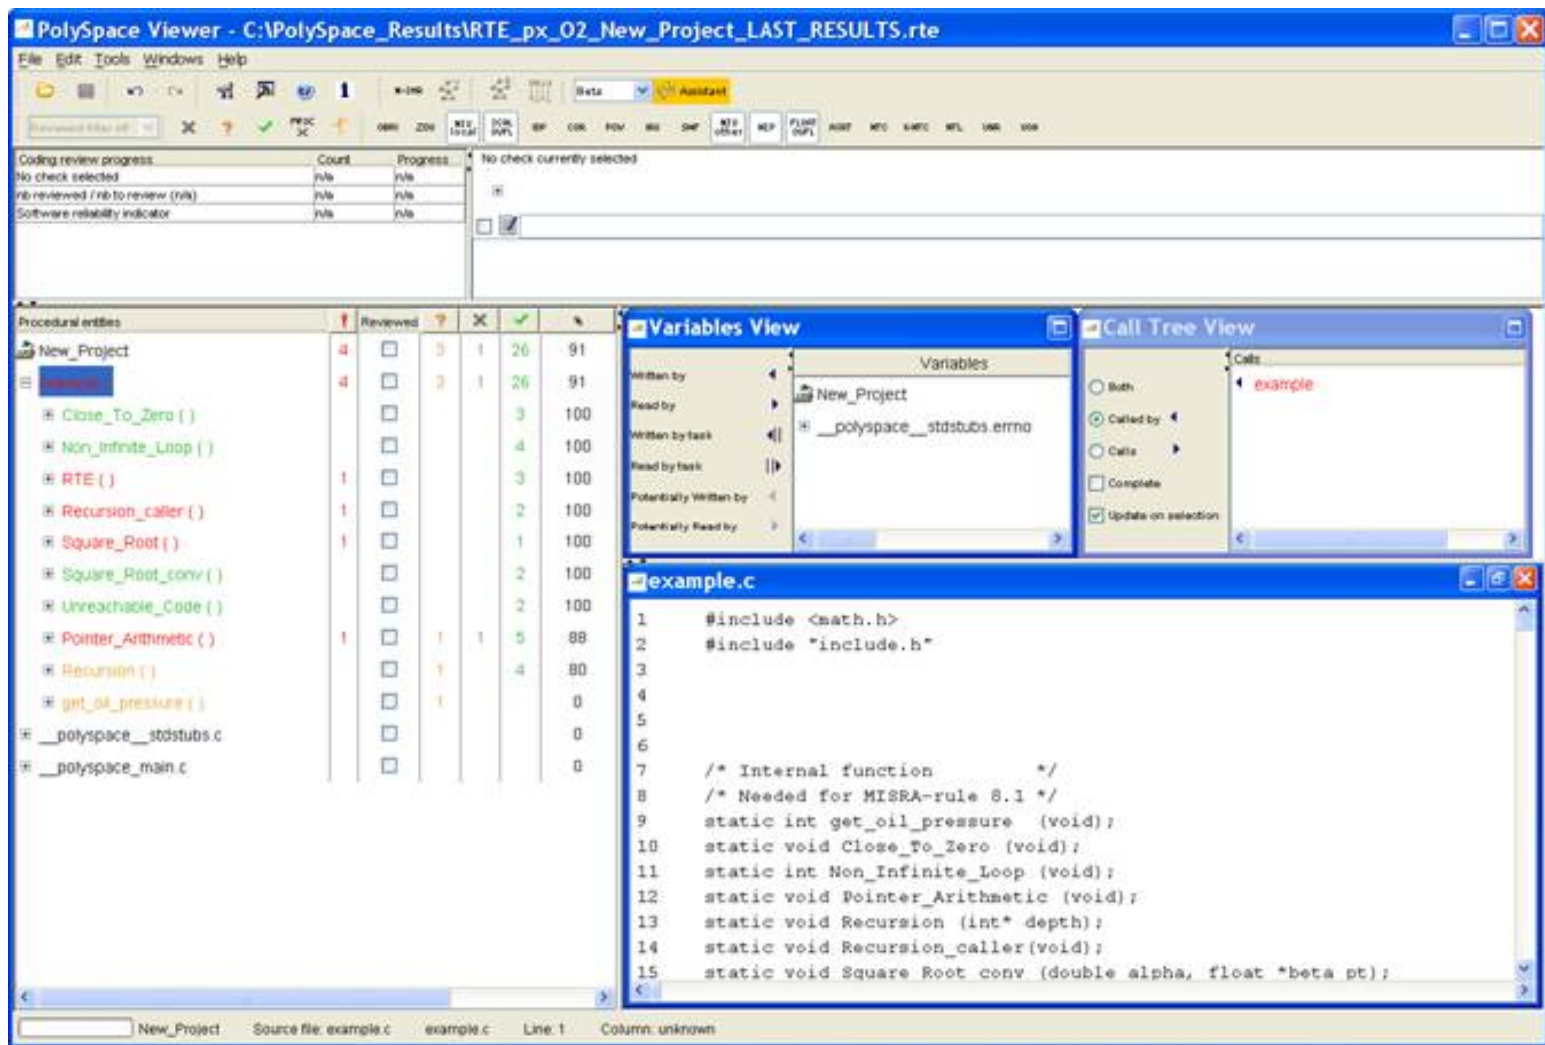 PolySpace Viewer - C:\PolySpace_Results\RTE_px_O2_New_Project_LAST_RESULTS.rte
File Edit Tools Windows Help
Beta Assistant
Coding review progress Count Progress
No check selected n/a n/a
nb reviewed / nb to review (n/a) n/a n/a
Software reliability indicator n/a n/a
No check currently selected
Procedural entities Reviewed ? %
New_Project 4 3 1 26 91
4 3 1 26 91
Close_To_Zero ( ) 3 100
Non_Infinite_Loop ( ) 4 100
RTE ( ) 1 3 100
Recursion_caller ( ) 1 2 100
Square_Root ( ) 1 1 100
Square_Root_conv ( ) 2 100
Unreachable_Code ( ) 2 100
Pointer_Arithmetic ( ) 1 1 1 5 88
Recursion ( ) 1 4 80
get_oil_pressure ( ) 1 0
__polyspace__stdstubs.c 0
__polyspace_main.c 0
Variables View
Written by
Read by
Written by task
Read by task
Potentially Written by
Potentially Read by
Variables
New_Project
__polyspace__stdstubs.errno
Call Tree View
Both
Called by
Calls
Complete
Update on selection
Calls
example
example.c
1 #include <math.h>
2 #include "include.h"
3
4
5
6
7 /* Internal function */
8 /* Needed for MISRA-rule 8.1 */
9 static int get_oil_pressure (void);
10 static void Close_To_Zero (void);
11 static int Non_Infinite_Loop (void);
12 static void Pointer_Arithmetic (void);
13 static void Recursion (int* depth);
14 static void Recursion_caller(void);
15 static void Square_Root_conv (double alpha, float *beta_pt);
New_Project Source file: example.c example.c Line: 1 Column: unknown